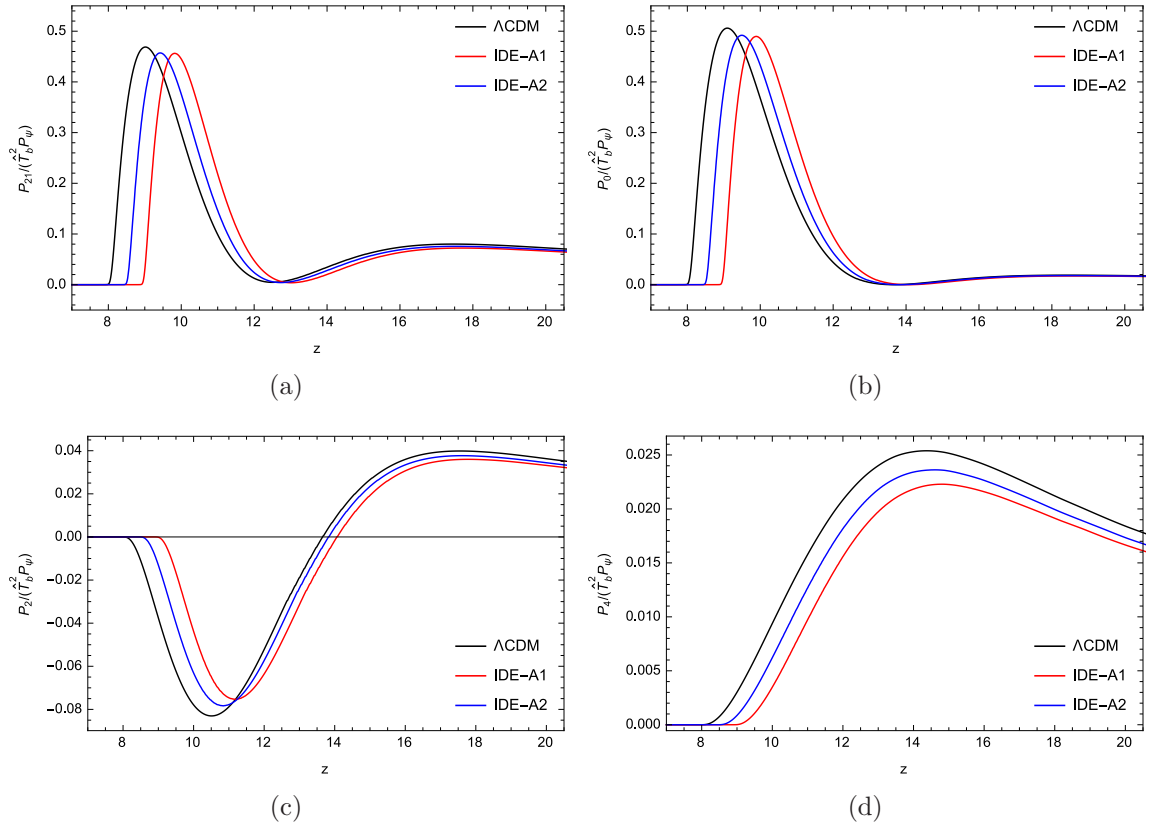 0.5
0.4
0.3
0.2
0.1
0.0
P₂₁/(T̂_b²P_ψ)
ΛCDM
IDE–A1
IDE–A2
8 10 12 14 16 18 20
z
(a)
0.5
0.4
0.3
0.2
0.1
0.0
P₀/(T̂_b²P_ψ)
ΛCDM
IDE–A1
IDE–A2
8 10 12 14 16 18 20
z
(b)
0.04
0.02
0.00
−0.02
−0.04
−0.06
−0.08
P₂/(T̂_b²P_ψ)
ΛCDM
IDE–A1
IDE–A2
8 10 12 14 16 18 20
z
(c)
0.025
0.020
0.015
0.010
0.005
0.000
P₄/(T̂_b²P_ψ)
ΛCDM
IDE–A1
IDE–A2
8 10 12 14 16 18 20
z
(d)